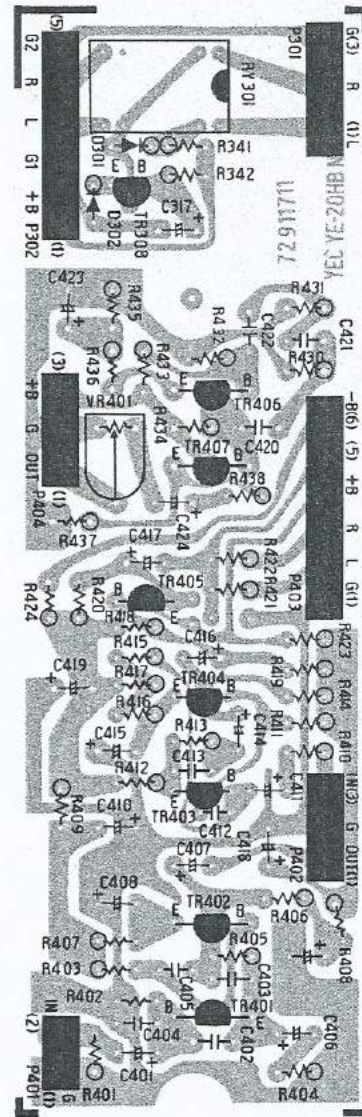 (5)
G2 R L G1 +B P302
(1)
P301
G(3) R (1)L
RY301
D301
R341
E B
R342
D302
TR308
C317
72911711
YEC YE-20HB
C423
R435
R431
C421
R432
C422
R430
R436
R433
E B
(3)
+B G OUT
(1)
P404
VR401
R434
TR406
TR407
C420
-B(6) (5) +B R L G(1)
E B
R438
R437
C424
C417
R422
R421
P403
R424
R420
TR405
B E
R418
R415
C416
R423
R417
TR404
R419
C419
R416
E B
R414
C415
R413
C414
R411
R412
C413
R410
E B
R409
C410
TR403
C412
C411
IN(3) G OUT(1)
P402
C407
C418
C408
TR402
R406
E B
R408
R407
R405
R403
C405
C403
R402
B TR401 E
IN
(2)
G
(1)
P401
C404
C402
C406
R401
C401
R404